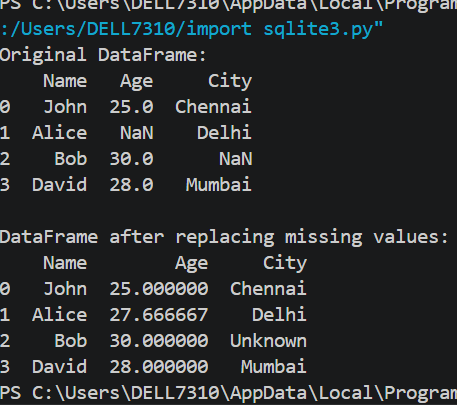 PS C:\Users\DELL7310\AppData\Local\Program
:/Users/DELL7310/import sqlite3.py"
Original DataFrame:
    Name   Age     City
0   John  25.0  Chennai
1  Alice   NaN    Delhi
2    Bob  30.0      NaN
3  David  28.0   Mumbai

DataFrame after replacing missing values:
    Name        Age     City
0   John  25.000000  Chennai
1  Alice  27.666667    Delhi
2    Bob  30.000000  Unknown
3  David  28.000000   Mumbai
PS C:\Users\DELL7310\AppData\Local\Program